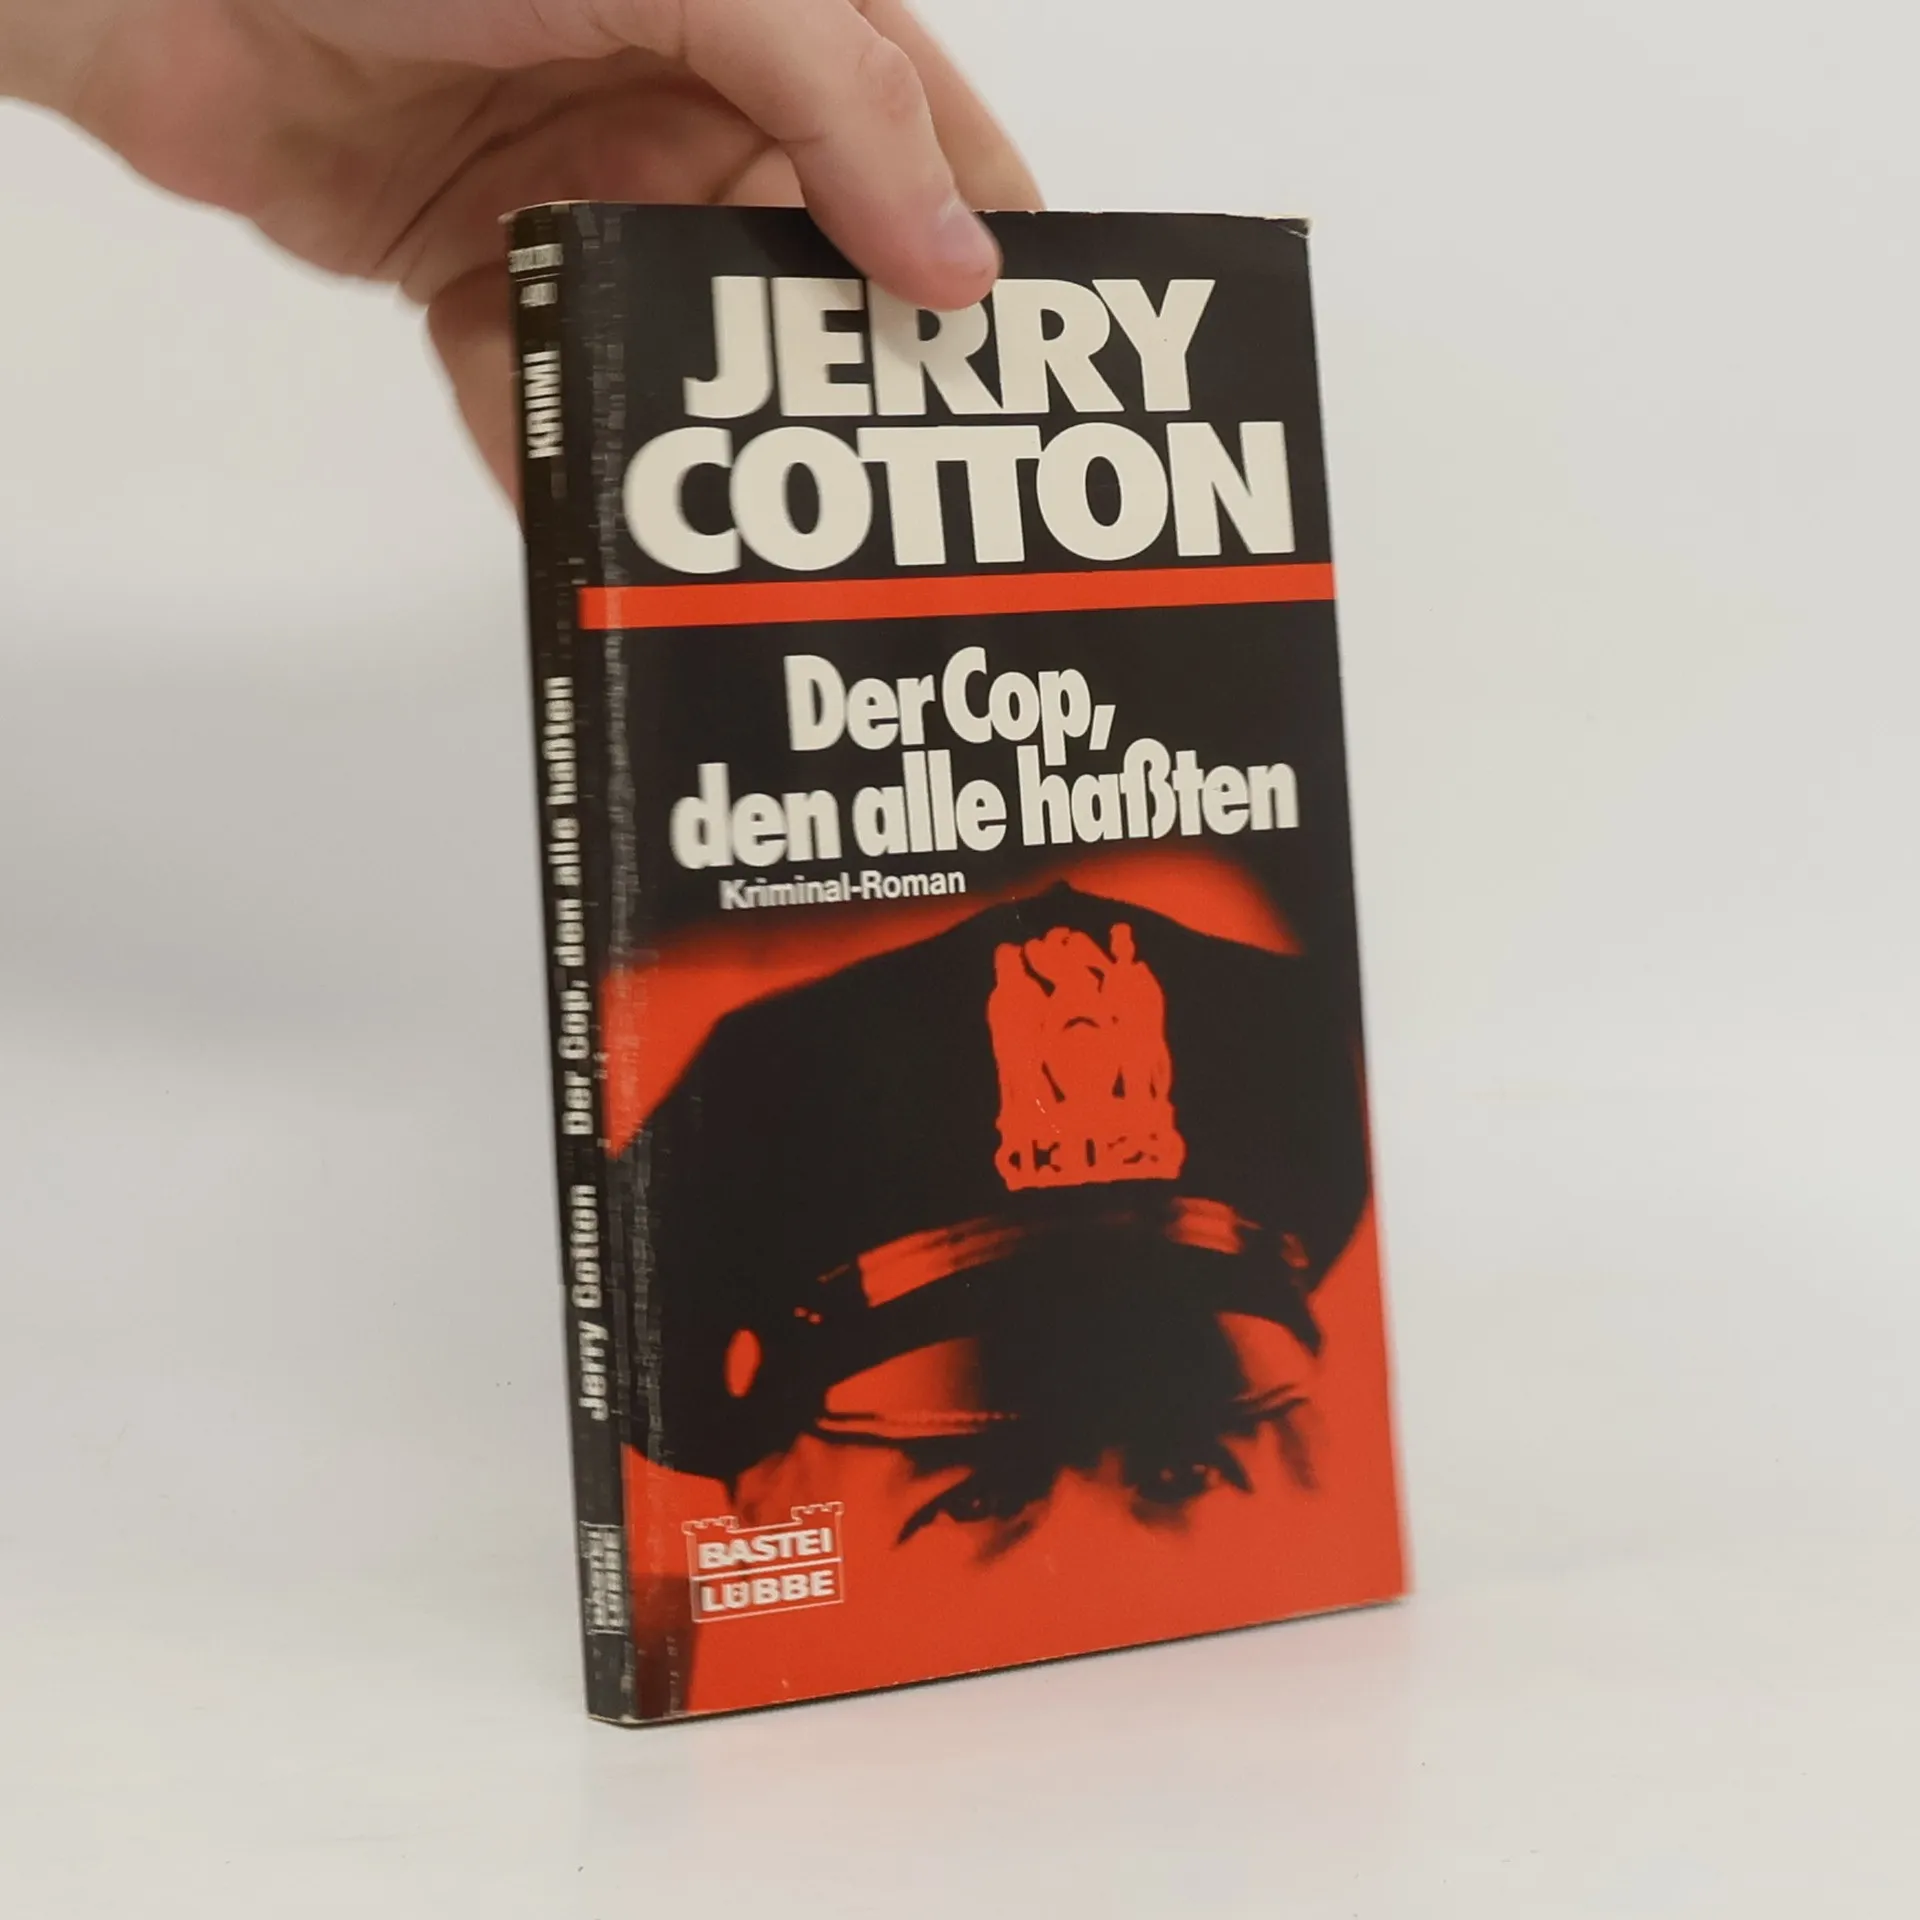 JERRY
COTTON
Der Cop,
den alle haßten
Kriminal-Roman
BASTEI
LÜBBE
KRIMI
Jerry Cotton Der Cop, den alle haßten